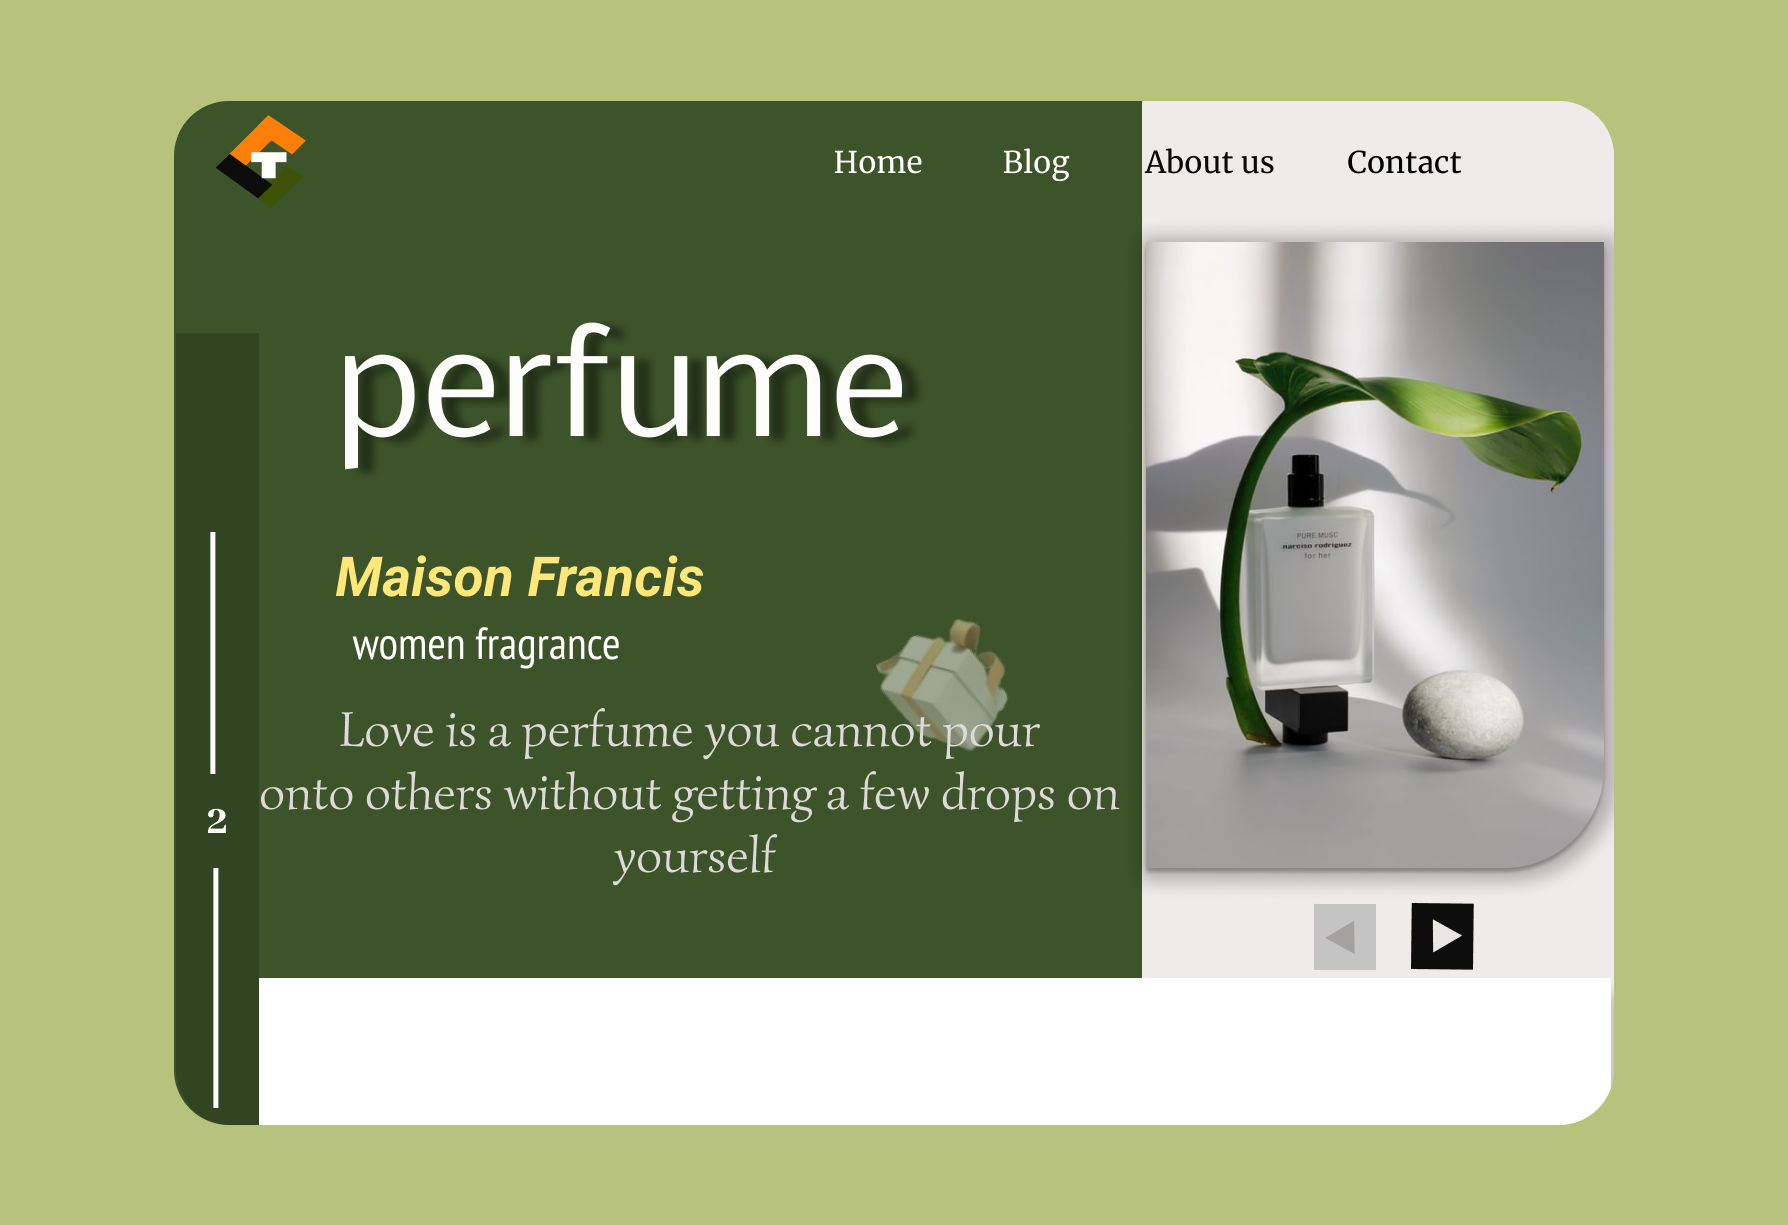 T
Home Blog About us Contact
perfume
Maison Francis
women fragrance
Love is a perfume you cannot pour
onto others without getting a few drops on
yourself
2
PURE MUSC
narciso rodriguez
for her